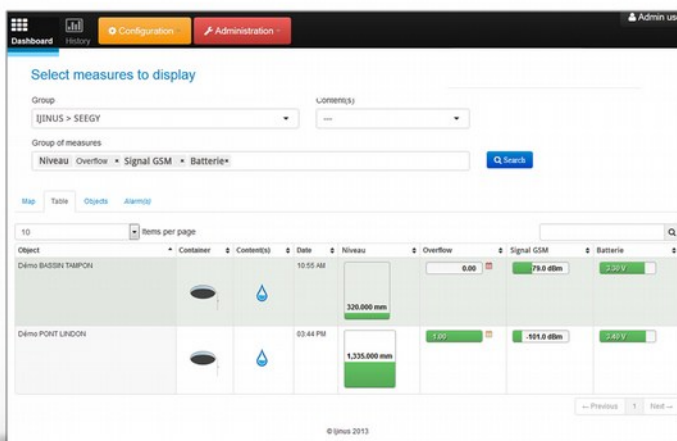 Admin use
Dashboard
History
Configuration
Administration
Select measures to display
Group
Content(s)
IJINUS > SEEGY
---
Group of measures
Niveau Overflow × Signal GSM × Batterie×
Search
Map Table Objects Alarm(s)
10 Items per page
Object Container Content(s) Date Niveau Overflow Signal GSM Batterie
Démo BASSIN TAMPON 10:55 AM 320.000 mm 0.00 79.0 dBm 3.30 V
Démo PONT LINDON 03:44 PM 1,335.000 mm 1.00 -101.0 dBm 3.40 V
← Previous 1 Next →
© Ijinus 2013